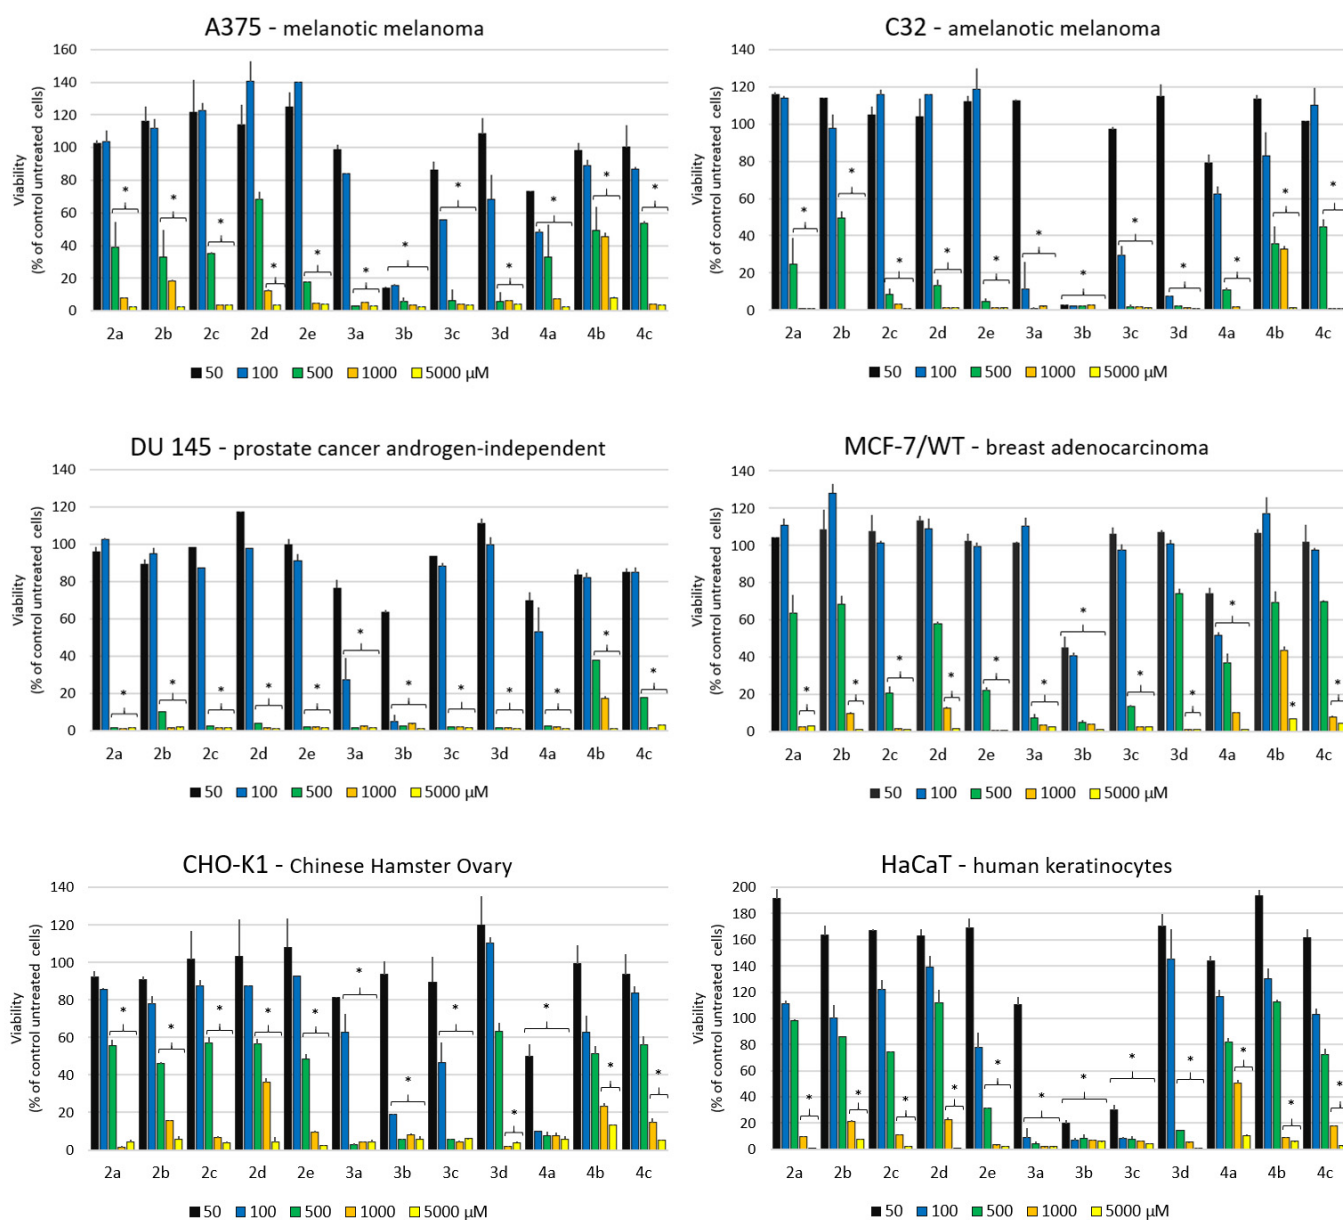 A375 - melanotic melanoma
Viability
(% of control untreated cells)
160
140
120
100
80
60
40
20
0
* * * * * * * * * * * *
2a 2b 2c 2d 2e 3a 3b 3c 3d 4a 4b 4c
50 100 500 1000 5000 µM
C32 - amelanotic melanoma
Viability
(% of control untreated cells)
140
120
100
80
60
40
20
0
* * * * * * * * * * * *
2a 2b 2c 2d 2e 3a 3b 3c 3d 4a 4b 4c
50 100 500 1000 5000 µM
DU 145 - prostate cancer androgen-independent
Viability
(% of control untreated cells)
140
120
100
80
60
40
20
0
* * * * * * * * * * * *
2a 2b 2c 2d 2e 3a 3b 3c 3d 4a 4b 4c
50 100 500 1000 5000 µM
MCF-7/WT - breast adenocarcinoma
Viability
(% of control untreated cells)
140
120
100
80
60
40
20
0
* * * * * * * * * * * *
2a 2b 2c 2d 2e 3a 3b 3c 3d 4a 4b 4c
50 100 500 1000 5000 µM
CHO-K1 - Chinese Hamster Ovary
Viability
(% of control untreated cells)
140
120
100
80
60
40
20
0
* * * * * * * * * * * *
2a 2b 2c 2d 2e 3a 3b 3c 3d 4a 4b 4c
50 100 500 1000 5000 µM
HaCaT - human keratinocytes
Viability
(% of control untreated cells)
200
180
160
140
120
100
80
60
40
20
0
* * * * * * * * * * * *
2a 2b 2c 2d 2e 3a 3b 3c 3d 4a 4b 4c
50 100 500 1000 5000 µM